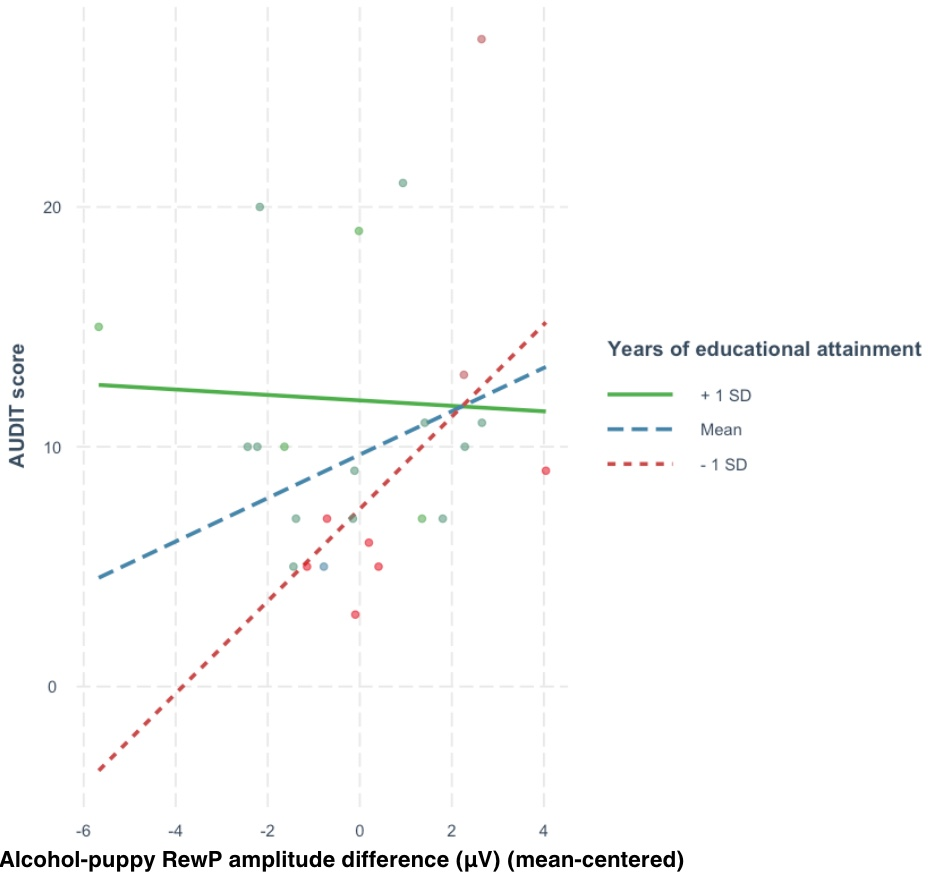 20
10
0
AUDIT score
-6 -4 -2 0 2 4
Alcohol-puppy RewP amplitude difference (µV) (mean-centered)
Years of educational attainment
+ 1 SD
Mean
- 1 SD